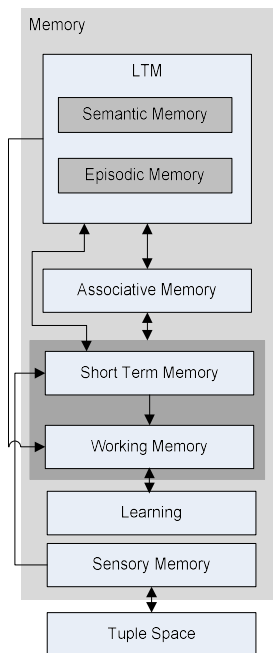 Memory
LTM
Semantic Memory
Episodic Memory
Associative Memory
Short Term Memory
Working Memory
Learning
Sensory Memory
Tuple Space